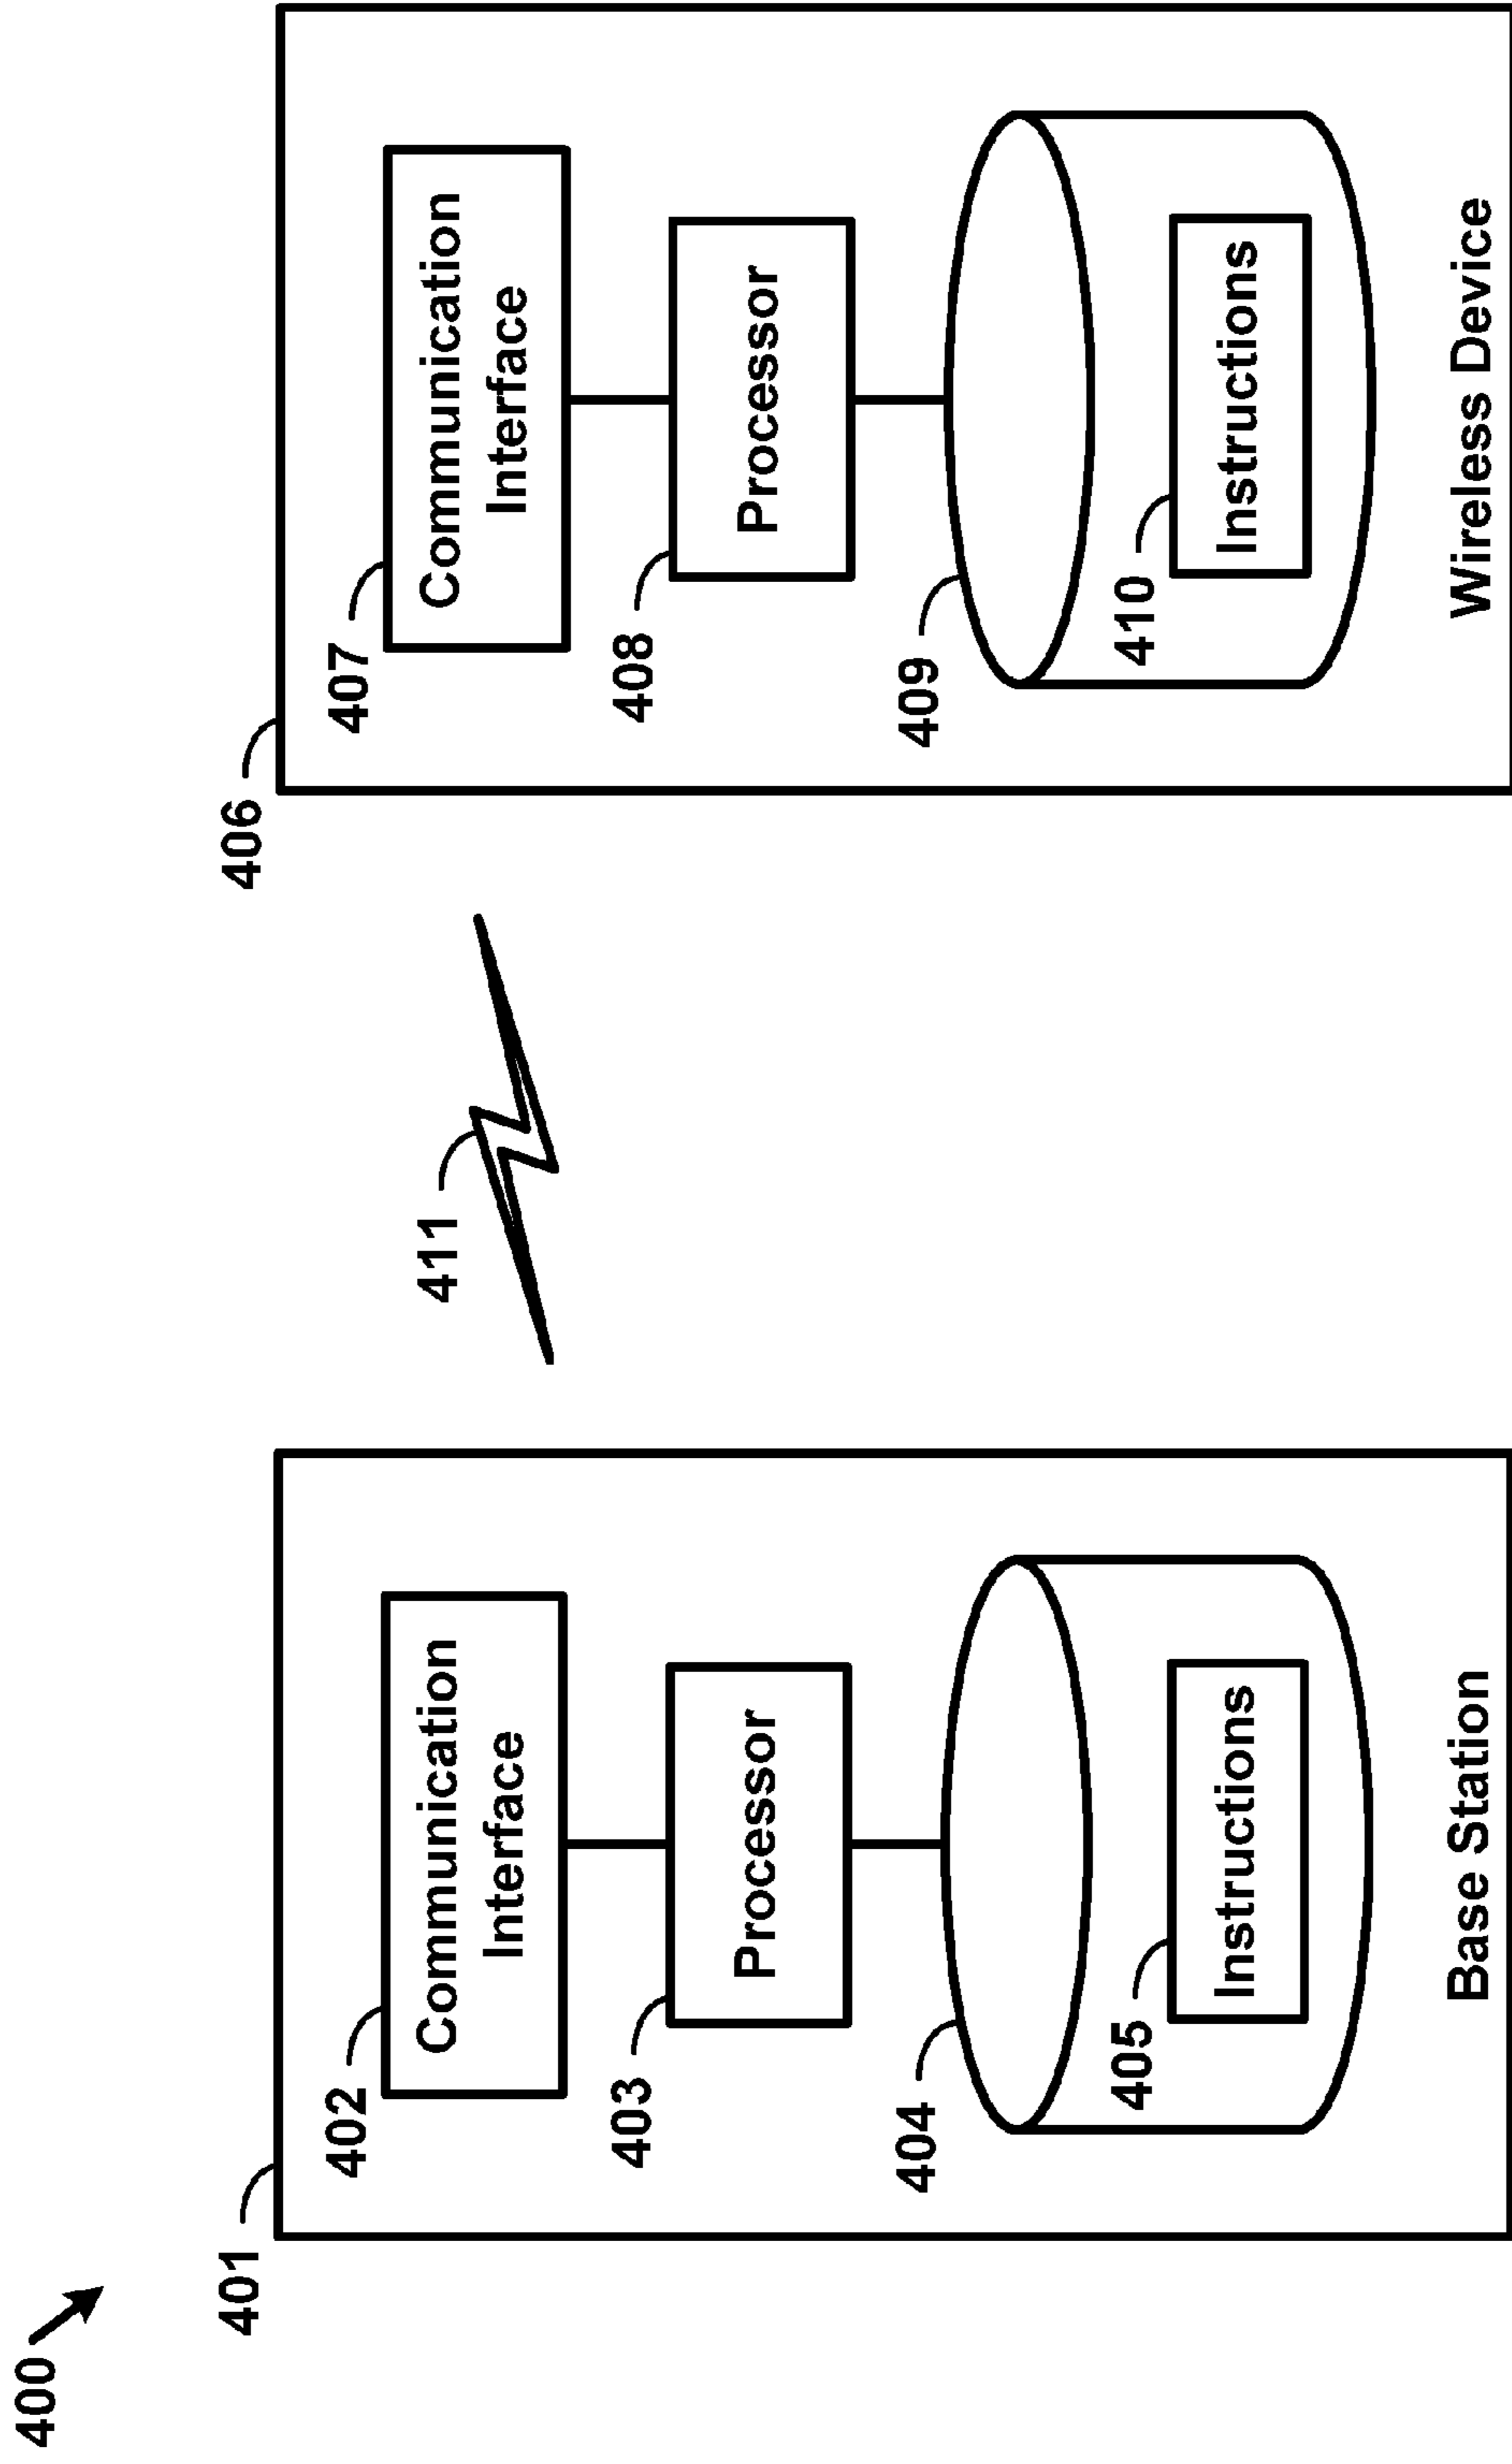 400
401
402
Communication
Interface
403
Processor
404
405
Instructions
Base Station
411
406
407
Communication
Interface
408
Processor
409
410
Instructions
Wireless Device